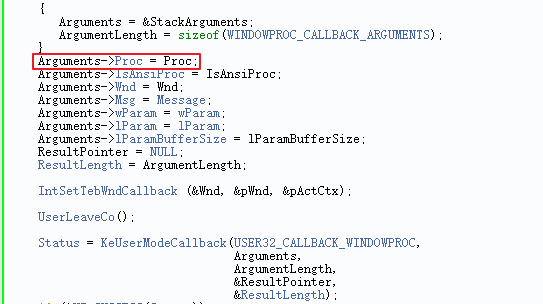 {
Arguments = &StackArguments;
ArgumentLength = sizeof(WINDOWPROC_CALLBACK_ARGUMENTS);
}
Arguments->Proc = Proc;
Arguments->IsAnsiProc = IsAnsiProc;
Arguments->Wnd = Wnd;
Arguments->Msg = Message;
Arguments->wParam = wParam;
Arguments->lParam = lParam;
Arguments->lParamBufferSize = lParamBufferSize;
ResultPointer = NULL;
ResultLength = ArgumentLength;
IntSetTebWndCallback (&Wnd, &pWnd, &pActCtx);
UserLeaveCo();
Status = KeUserModeCallback(USER32_CALLBACK_WINDOWPROC,
Arguments,
ArgumentLength,
&ResultPointer,
&ResultLength);